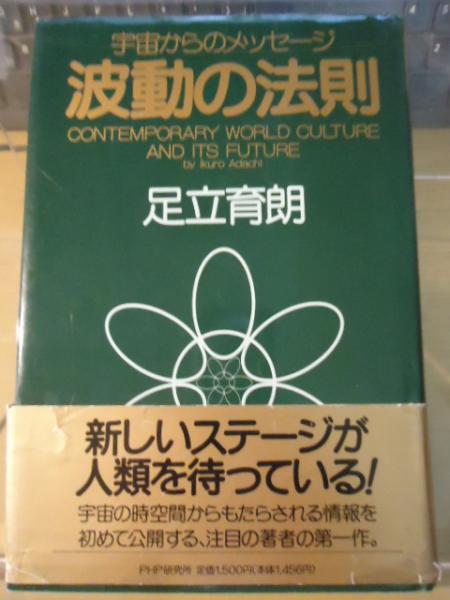 宇宙からのメッセージ
波動の法則
CONTEMPORARY WORLD CULTURE
AND ITS FUTURE
by Ikuro Adachi
足立育朗
新しいステージが
人類を待っている!
宇宙の時空間からもたらされる情報を
初めて公開する、注目の著者の第一作。
PHP研究所 定価1,500円(本体1,456円)